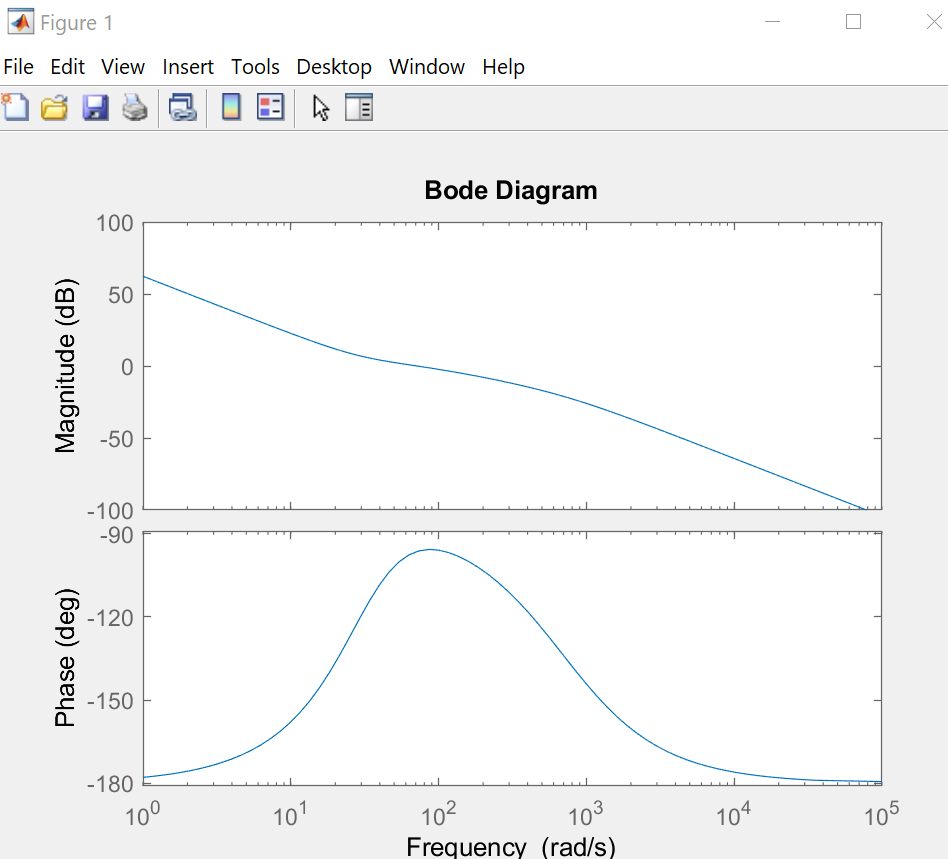 Figure 1
File Edit View Insert Tools Desktop Window Help
Bode Diagram
100
50
0
-50
-100
Magnitude (dB)
-90
-120
-150
-180
Phase (deg)
10^0 10^1 10^2 10^3 10^4 10^5
Frequency (rad/s)